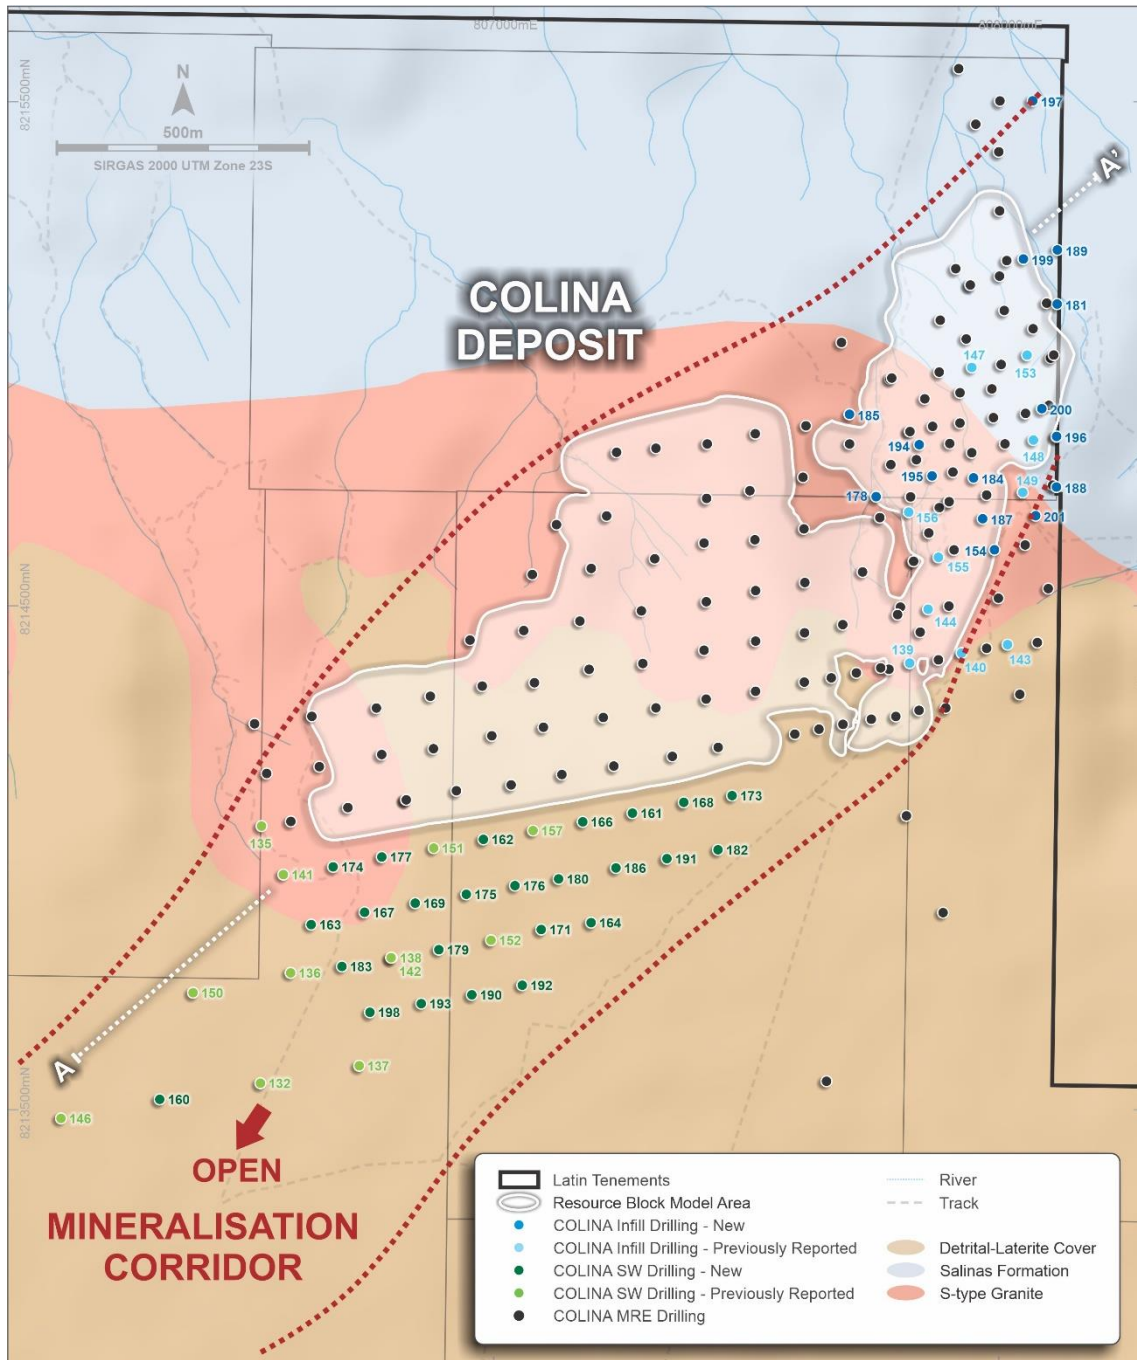 807000mE
808000mE
8215500mN
N
500m
SIRGAS 2000 UTM Zone 23S
197
A'
189
199
181
COLINA
DEPOSIT
147
153
185
200
194
196
148
195
184
149
188
178
156
187
201
154
155
8214500mN
144
139
140
143
173
168
161
166
157
135
162
151
182
177
191
174
186
141
180
176
175
169
167
163
164
171
152
179
138
142
183
136
192
150
190
193
198
A
137
132
160
8213500mN
146
OPEN
MINERALISATION
CORRIDOR
Latin Tenements
Resource Block Model Area
COLINA Infill Drilling - New
COLINA Infill Drilling - Previously Reported
COLINA SW Drilling - New
COLINA SW Drilling - Previously Reported
COLINA MRE Drilling
River
Track
Detrital-Laterite Cover
Salinas Formation
S-type Granite